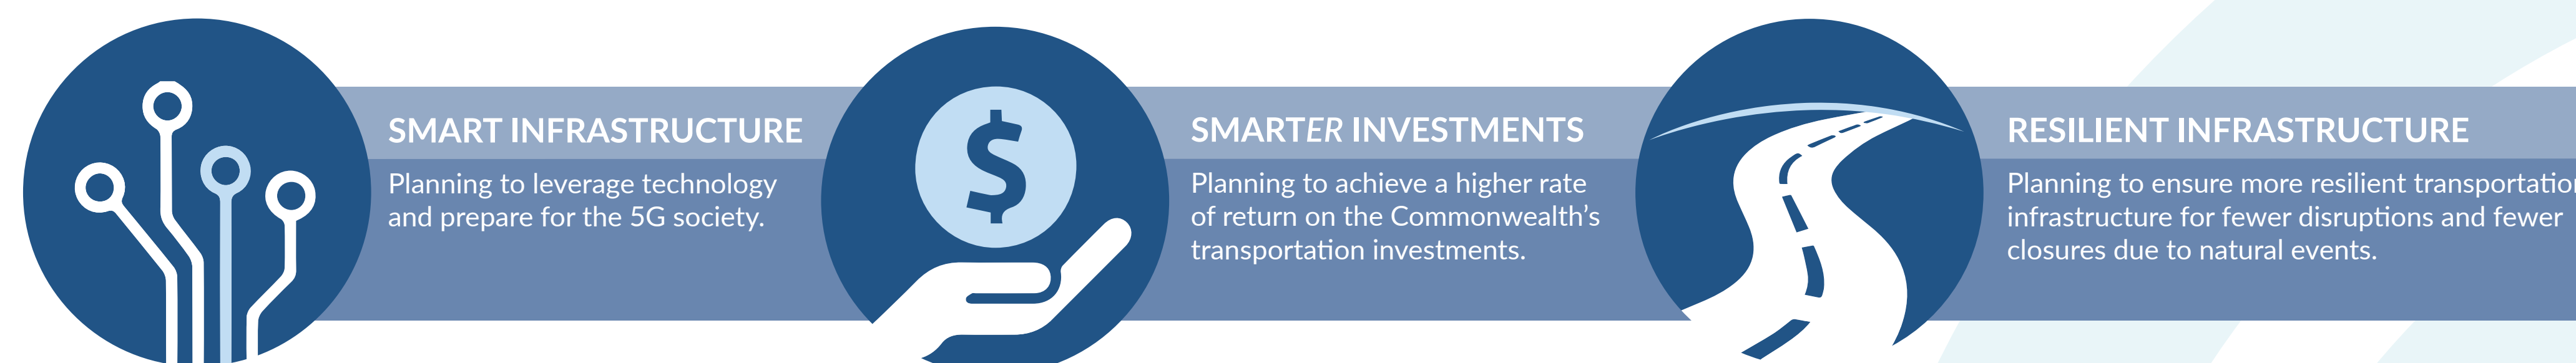 SMART INFRASTRUCTURE
Planning to leverage technology
and prepare for the 5G society.
$
SMARTER INVESTMENTS
Planning to achieve a higher rate
of return on the Commonwealth’s
transportation investments.
RESILIENT INFRASTRUCTURE
Planning to ensure more resilient transportation
infrastructure for fewer disruptions and fewer
closures due to natural events.